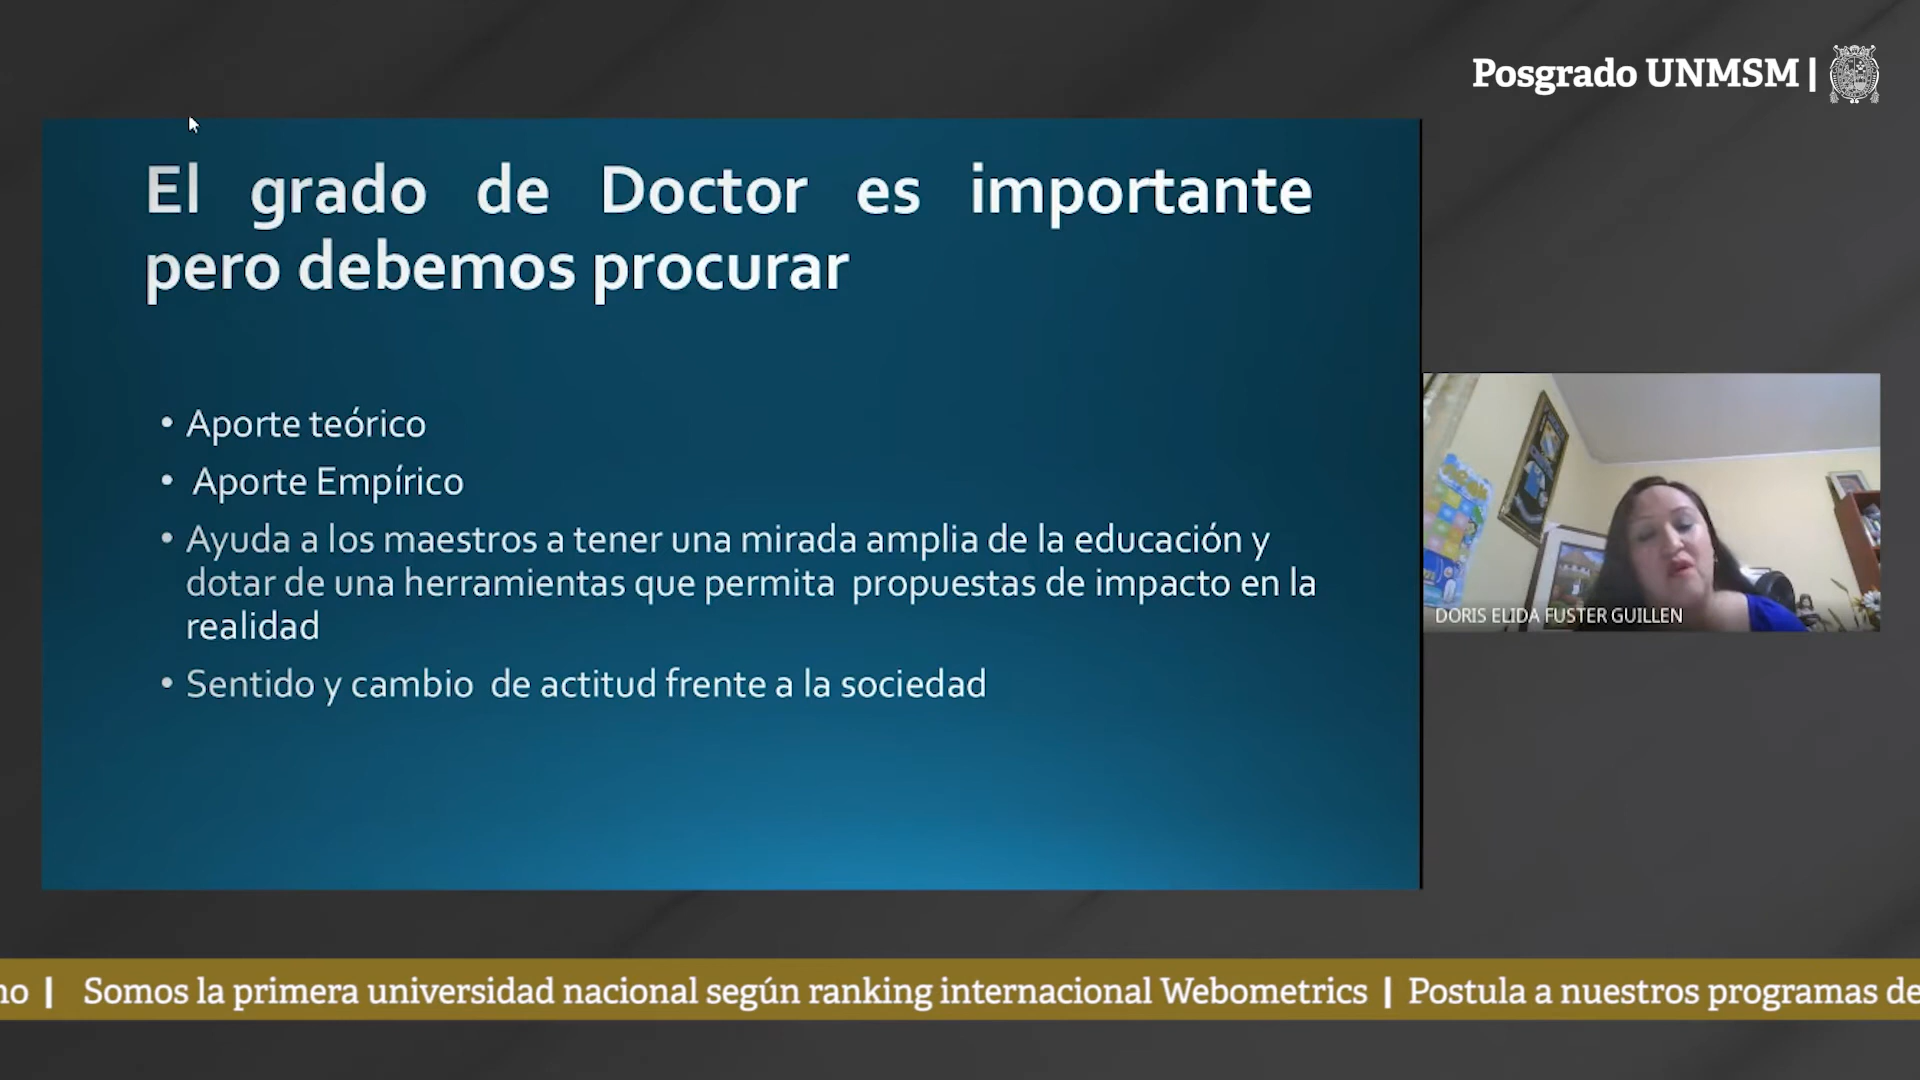 Posgrado UNMSM |
El grado de Doctor es importante
pero debemos procurar
• Aporte teórico
• Aporte Empírico
• Ayuda a los maestros a tener una mirada amplia de la educación y
dotar de una herramientas que permita propuestas de impacto en la
realidad
• Sentido y cambio de actitud frente a la sociedad
DORIS ELIDA FUSTER GUILLEN
no | Somos la primera universidad nacional según ranking internacional Webometrics | Postula a nuestros programas de